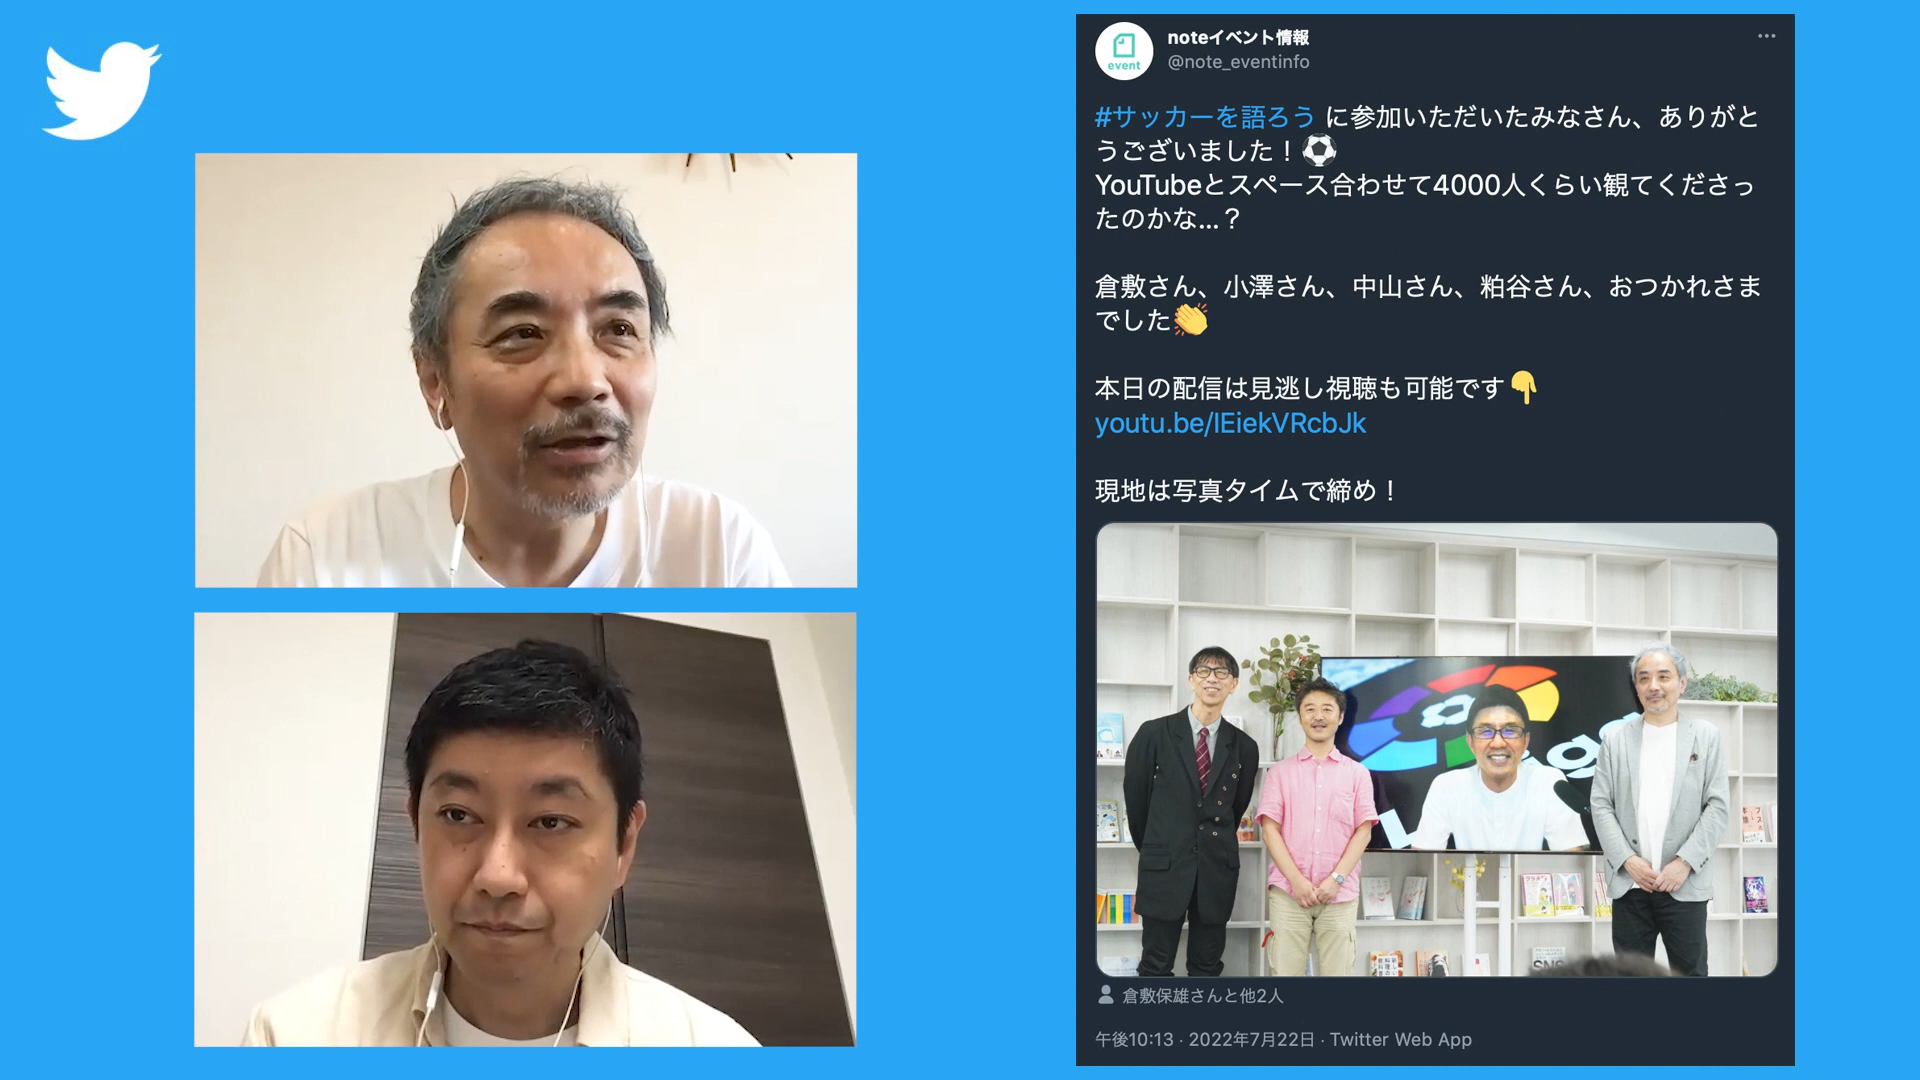 noteイベント情報
event
@note_eventinfo
#サッカーを語ろう に参加いただいたみなさん、ありがと
うございました！⚽
YouTubeとスペース合わせて4000人くらい観てくださっ
たのかな...？
倉敷さん、小澤さん、中山さん、粕谷さん、おつかれさま
でした👏
本日の配信は見逃し視聴も可能です👇
youtu.be/lEiekVRcbJk
現地は写真タイムで締め！
SNS
倉敷保雄さんと他2人
午後10:13 · 2022年7月22日 · Twitter Web App